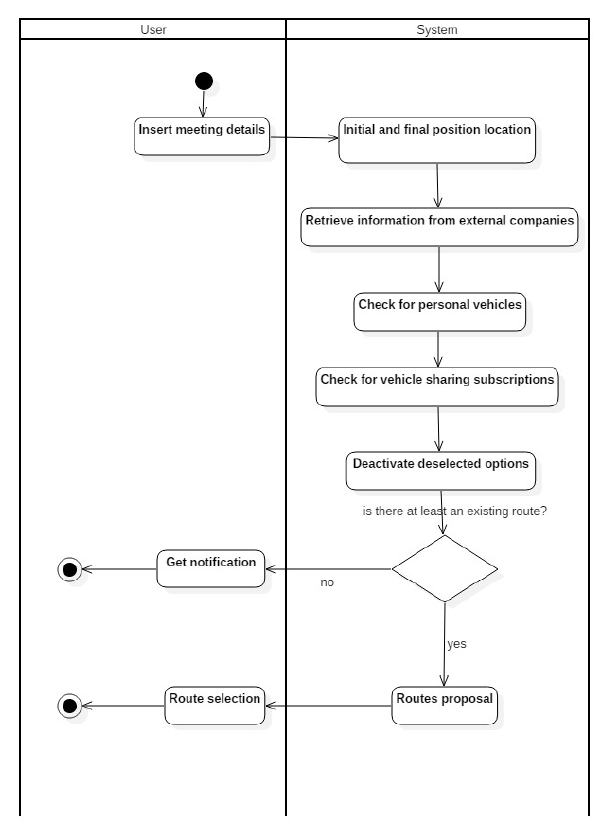 User
System
Insert meeting details
Initial and final position location
Retrieve information from external companies
Check for personal vehicles
Check for vehicle sharing subscriptions
Deactivate deselected options
is there at least an existing route?
Get notification
no
yes
Route selection
Routes proposal